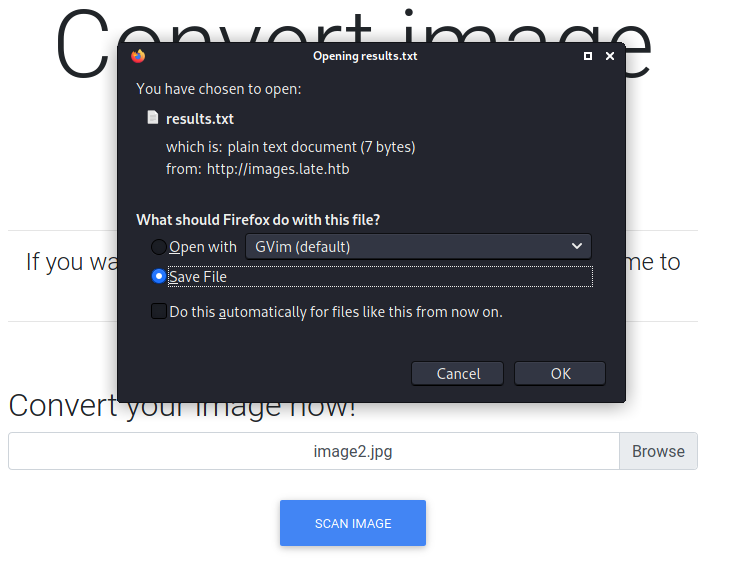 Convert image
Opening results.txt
You have chosen to open:
results.txt
which is: plain text document (7 bytes)
from: http://images.late.htb
What should Firefox do with this file?
Open with GVim (default)
If you wa me to
Save File
Do this automatically for files like this from now on.
Cancel OK
Convert your image now!
image2.jpg Browse
SCAN IMAGE